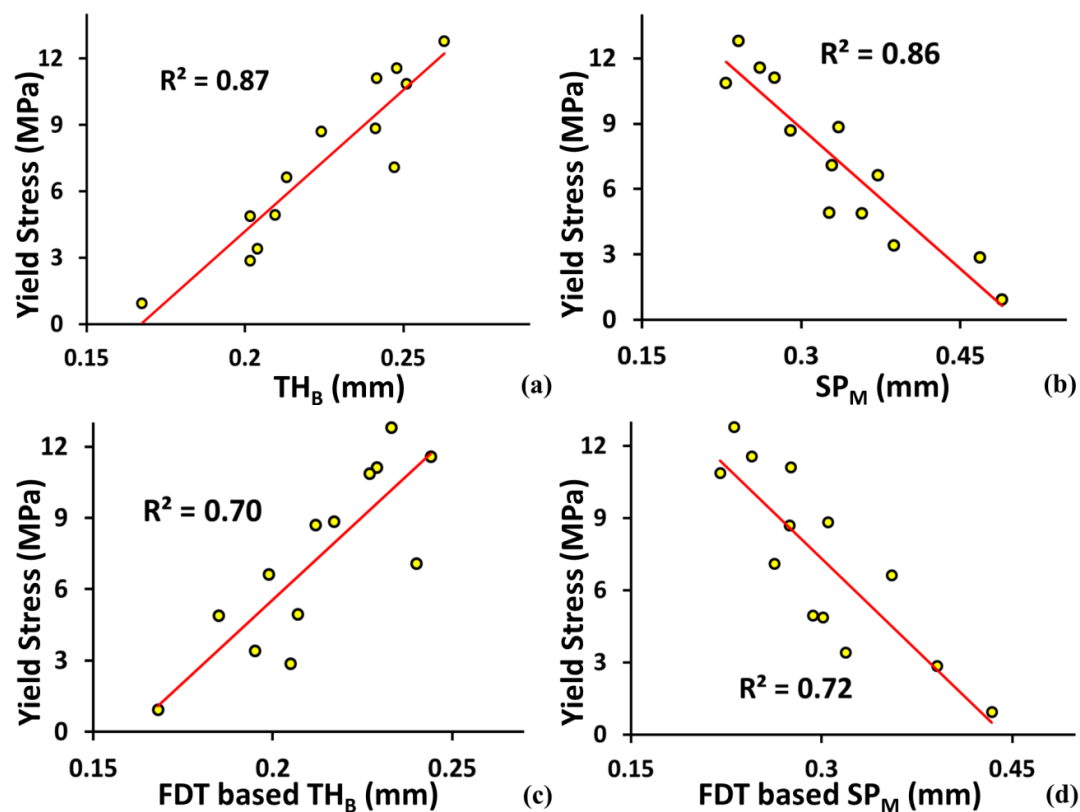 12
9
6
3
0
Yield Stress (MPa)
R² = 0.87
0.15
0.2
0.25
TH_B (mm)
(a)
12
9
6
3
0
Yield Stress (MPa)
R² = 0.86
0.15
0.3
0.45
SP_M (mm)
(b)
12
9
6
3
0
Yield Stress (MPa)
R² = 0.70
0.15
0.2
0.25
FDT based TH_B (mm)
(c)
12
9
6
3
0
Yield Stress (MPa)
R² = 0.72
0.15
0.3
0.45
FDT based SP_M (mm)
(d)